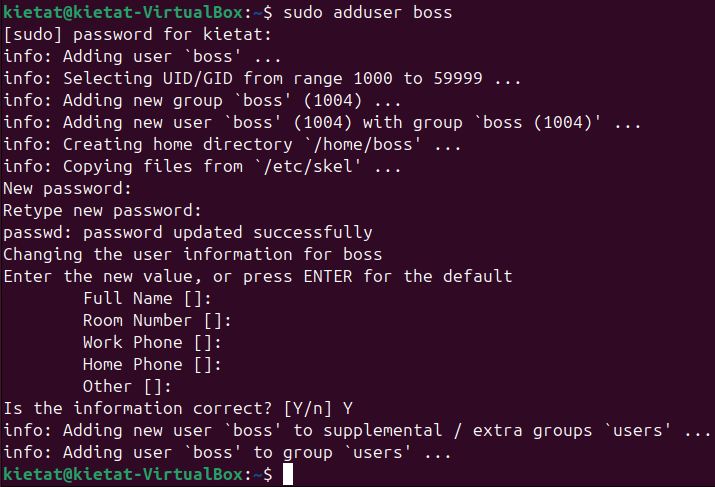 kietat@kietat-VirtualBox:~$ sudo adduser boss
[sudo] password for kietat:
info: Adding user `boss' ...
info: Selecting UID/GID from range 1000 to 59999 ...
info: Adding new group `boss' (1004) ...
info: Adding new user `boss' (1004) with group `boss (1004)' ...
info: Creating home directory `/home/boss' ...
info: Copying files from `/etc/skel' ...
New password:
Retype new password:
passwd: password updated successfully
Changing the user information for boss
Enter the new value, or press ENTER for the default
        Full Name []:
        Room Number []:
        Work Phone []:
        Home Phone []:
        Other []:
Is the information correct? [Y/n] Y
info: Adding new user `boss' to supplemental / extra groups `users' ...
info: Adding user `boss' to group `users' ...
kietat@kietat-VirtualBox:~$